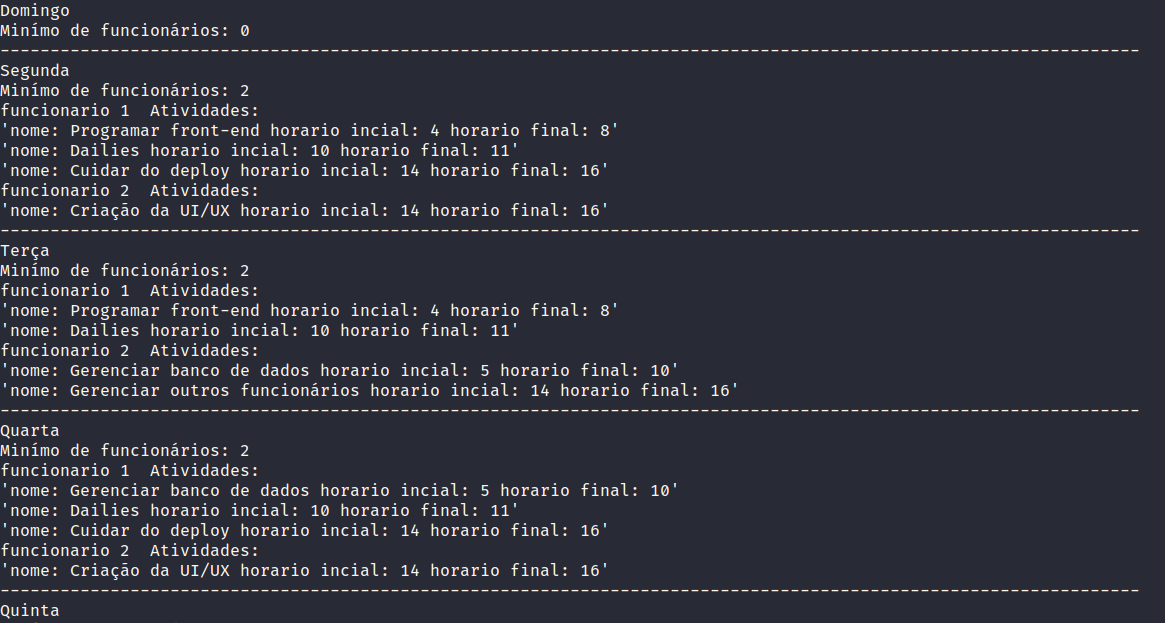 Domingo
Minímo de funcionários: 0
------------------------------------------------------------------------------------------------------------------
Segunda
Minímo de funcionários: 2
funcionario 1  Atividades:
'nome: Programar front-end horario incial: 4 horario final: 8'
'nome: Dailies horario incial: 10 horario final: 11'
'nome: Cuidar do deploy horario incial: 14 horario final: 16'
funcionario 2  Atividades:
'nome: Criação da UI/UX horario incial: 14 horario final: 16'
------------------------------------------------------------------------------------------------------------------
Terça
Minímo de funcionários: 2
funcionario 1  Atividades:
'nome: Programar front-end horario incial: 4 horario final: 8'
'nome: Dailies horario incial: 10 horario final: 11'
funcionario 2  Atividades:
'nome: Gerenciar banco de dados horario incial: 5 horario final: 10'
'nome: Gerenciar outros funcionários horario incial: 14 horario final: 16'
------------------------------------------------------------------------------------------------------------------
Quarta
Minímo de funcionários: 2
funcionario 1  Atividades:
'nome: Gerenciar banco de dados horario incial: 5 horario final: 10'
'nome: Dailies horario incial: 10 horario final: 11'
'nome: Cuidar do deploy horario incial: 14 horario final: 16'
funcionario 2  Atividades:
'nome: Criação da UI/UX horario incial: 14 horario final: 16'
------------------------------------------------------------------------------------------------------------------
Quinta